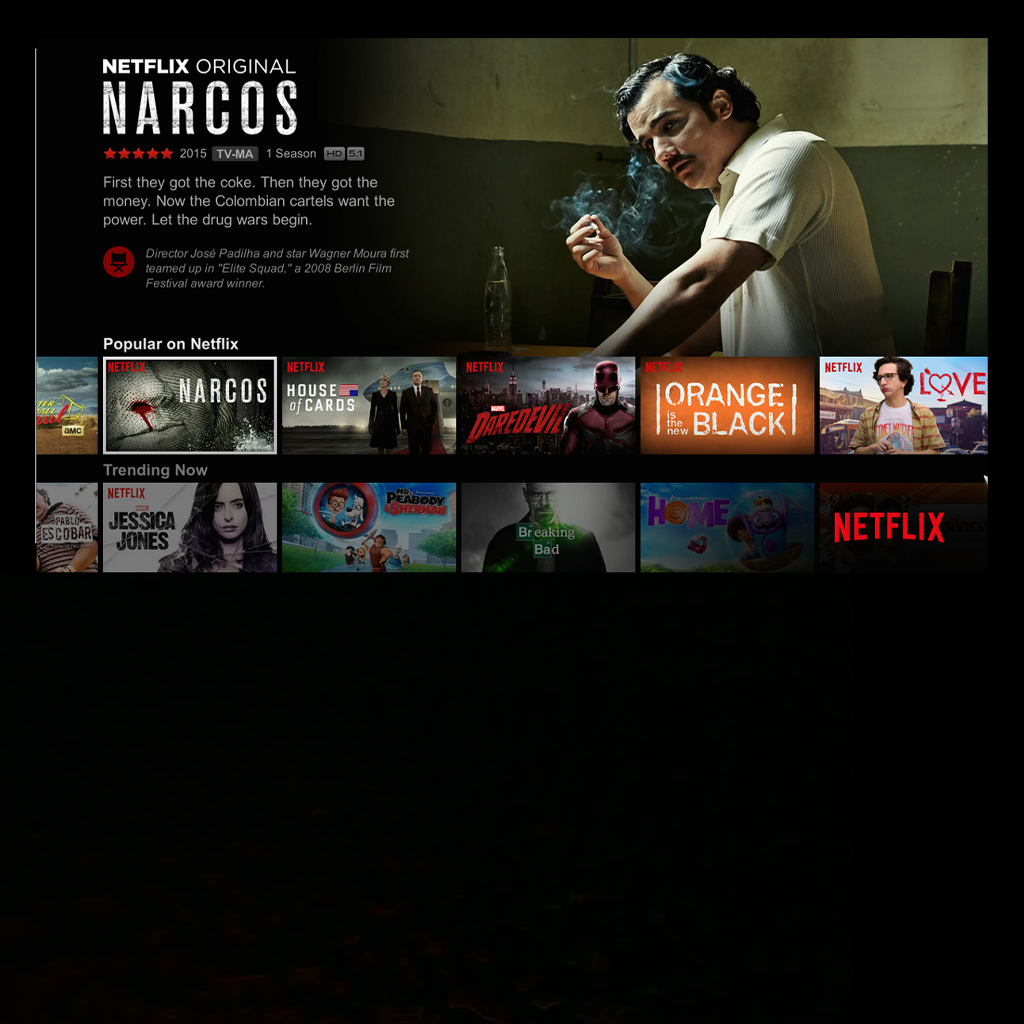 NETFLIX ORIGINAL
NARCOS
2015 TV-MA 1 Season HD 5.1
First they got the coke. Then they got the
money. Now the Colombian cartels want the
power. Let the drug wars begin.
Director José Padilha and star Wagner Moura first
teamed up in "Elite Squad," a 2008 Berlin Film
Festival award winner.
Popular on Netflix
aMC
NETFLIX
NARCOS
NETFLIX
HOUSE
of CARDS
NETFLIX
MARVEL
DAREDEVIL
NETFLIX
ORANGE
is
the
new
BLACK
NETFLIX
LOVE
Trending Now
PABLO
ESCOBAR
NETFLIX
MARVEL
JESSICA
JONES
MR.
PEABODY
& SHERMAN
Breaking
Bad
HOME
NETFLIX